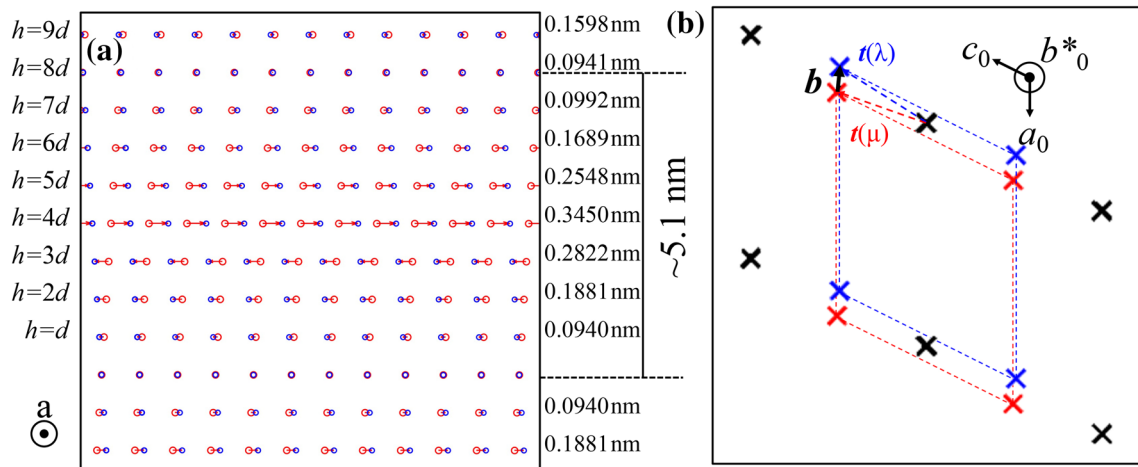 (a)
h=9d
h=8d
h=7d
h=6d
h=5d
h=4d
h=3d
h=2d
h=d
a
0.1598nm
0.0941nm
0.0992nm
0.1689nm
0.2548nm
0.3450nm
0.2822nm
0.1881nm
0.0940nm
0.0940nm
0.1881nm
~5.1 nm
(b)
t(λ)
b
t(μ)
c₀
b*₀
a₀